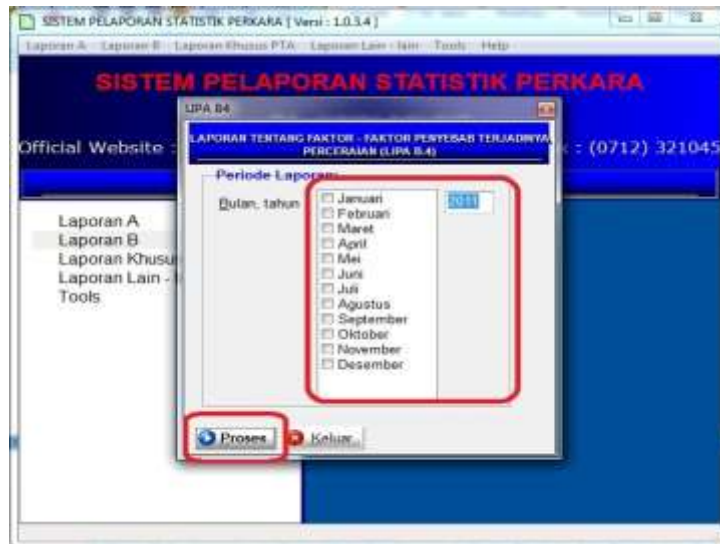 SISTEM PELAPORAN STATISTIK PERKARA [ Versi : 1.0.3.4 ]
Laporan A Laporan B Laporan Khusus PTA Laporan Lain - lain Tools Help
SISTEM PELAPORAN STATISTIK PERKARA
LIPA B4
LAPORAN TENTANG FAKTOR - FAKTOR PENYEBAB TERJADINYA
PERCERAIAN (LIPA B.4)
Official Website : : (0712) 321045
Periode Laporan
Bulan, tahun
Januari
2011
Februari
Maret
April
Mei
Juni
Juli
Agustus
September
Oktober
November
Desember
Laporan A
Laporan B
Laporan Khusus
Laporan Lain -
Tools
Proses
Keluar..